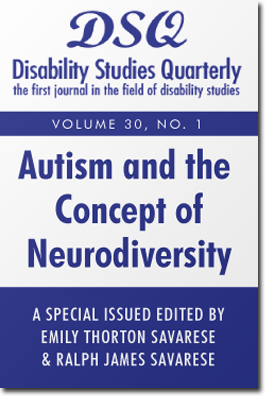 DSQ
Disability Studies Quarterly
the first journal in the field of disability studies
VOLUME 30, NO. 1
Autism and the
Concept of
Neurodiversity
A SPECIAL ISSUED EDITED BY
EMILY THORTON SAVARESE
& RALPH JAMES SAVARESE